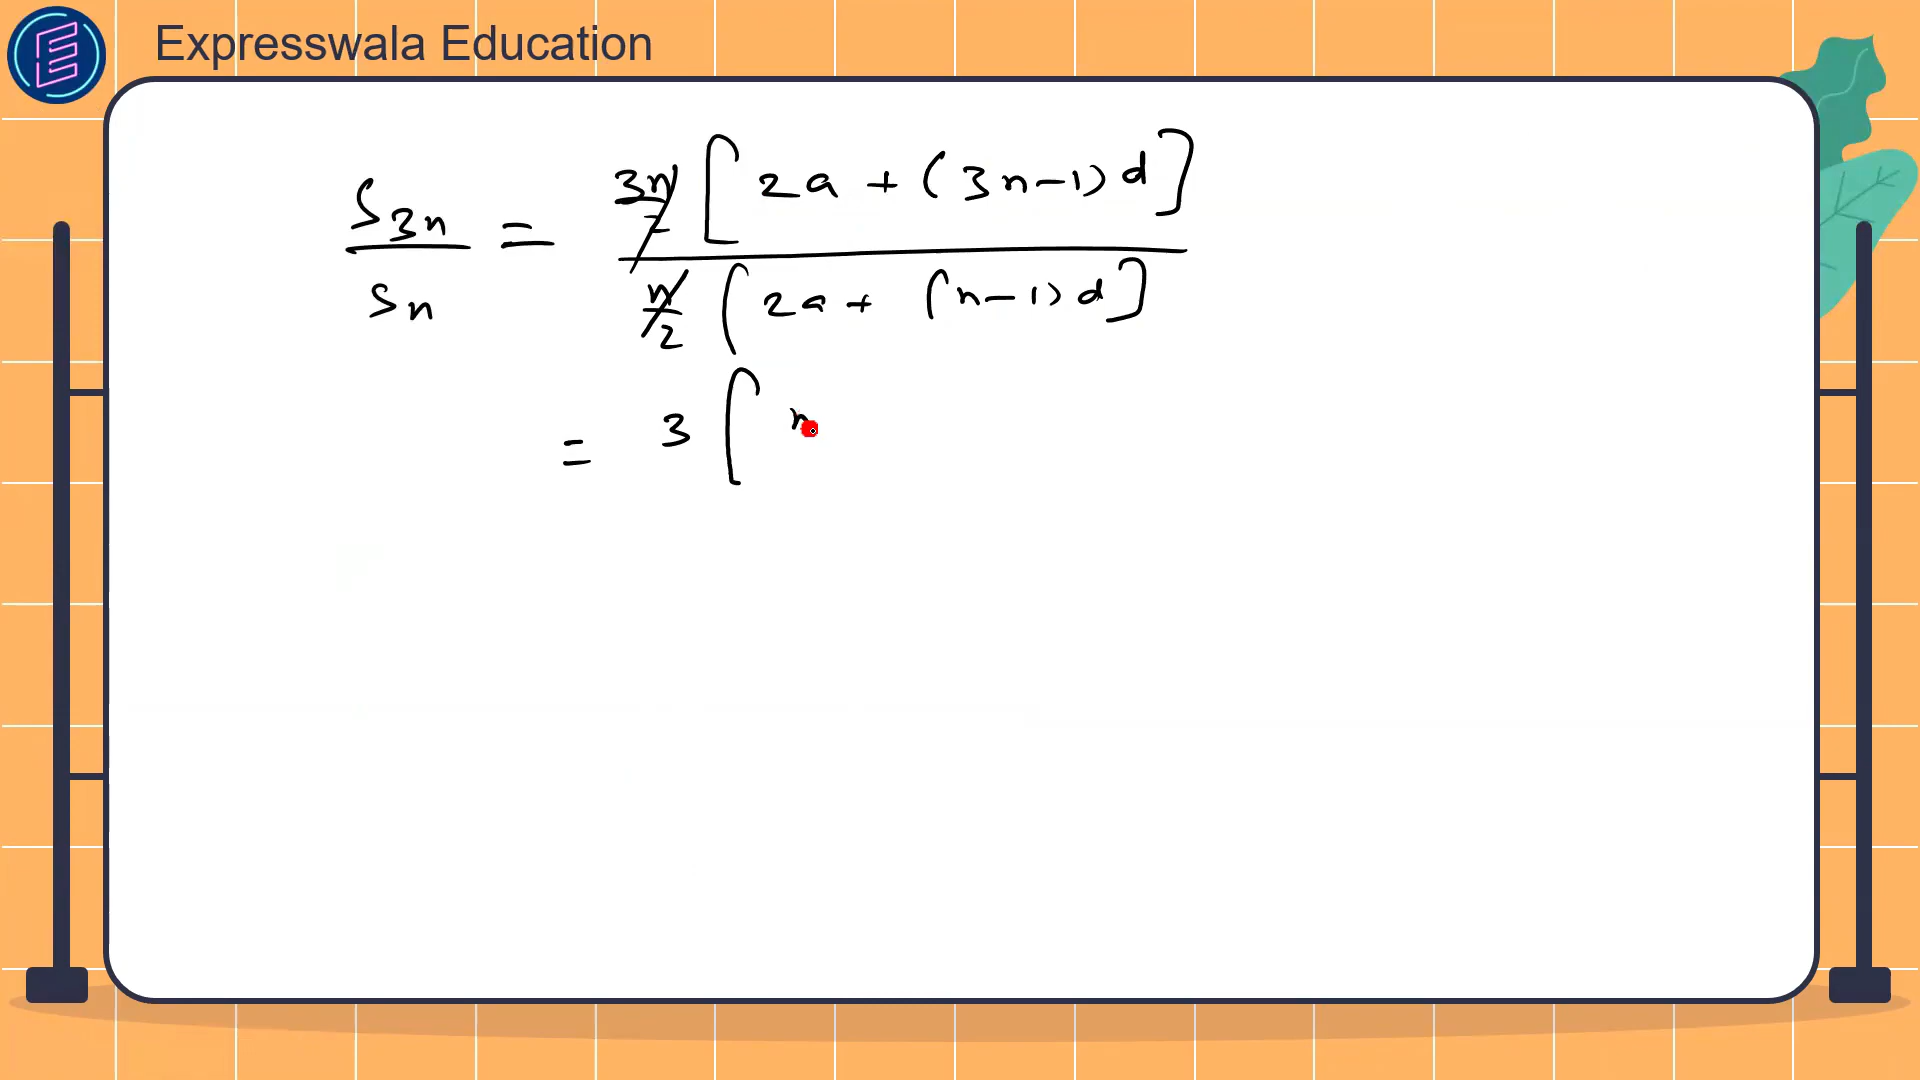 Expresswala Education
S3n/Sn = 3n/2 [2a + (3n-1)d] / n/2 [2a + (n-1)d]
= 3 [ n